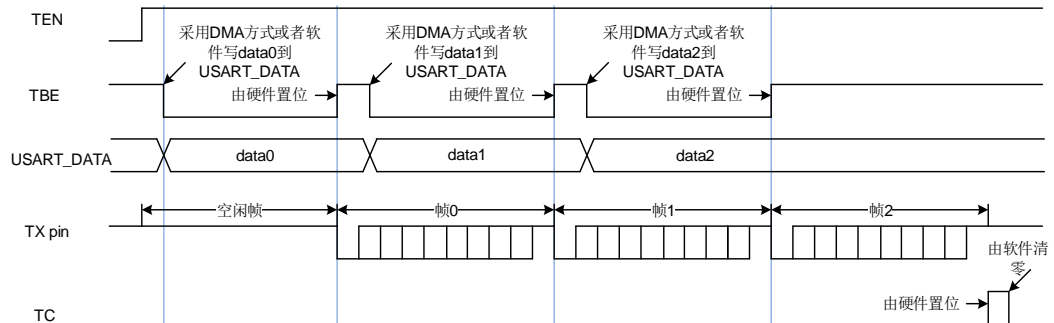 TEN
采用DMA方式或者软
件写data0到
USART_DATA
采用DMA方式或者软
件写data1到
USART_DATA
采用DMA方式或者软
件写data2到
USART_DATA
TBE
由硬件置位
由硬件置位
由硬件置位
USART_DATA
data0
data1
data2
TX pin
空闲帧
帧0
帧1
帧2
由软件清
零
由硬件置位
TC